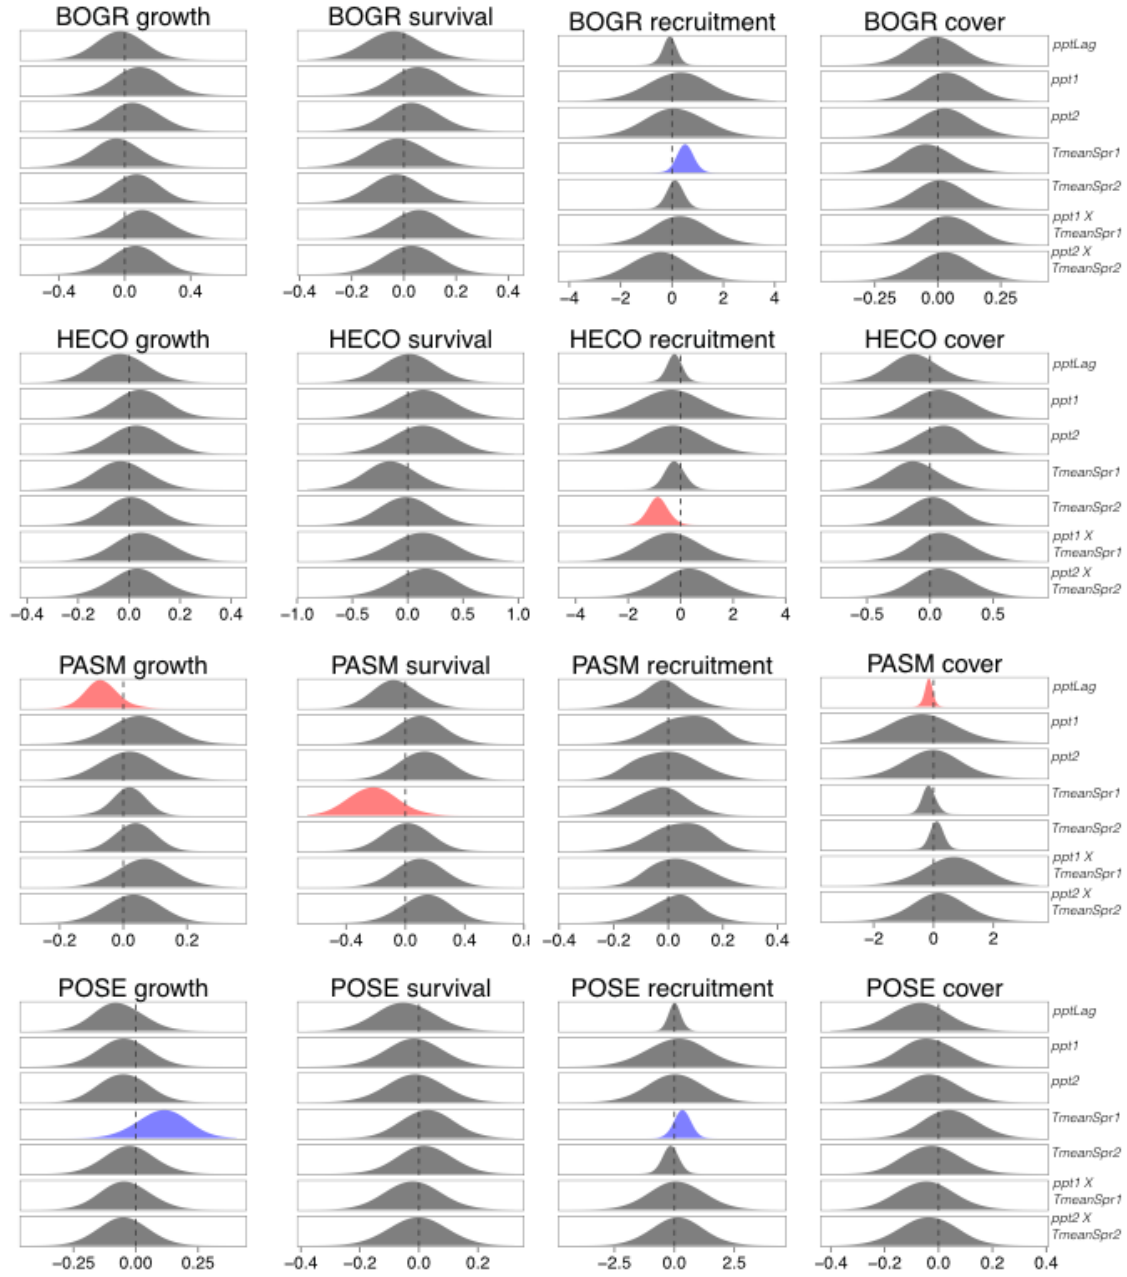 BOGR growth BOGR survival BOGR recruitment BOGR cover
pptLag
ppt1
ppt2
TmeanSpr1
TmeanSpr2
ppt1 X
TmeanSpr1
ppt2 X
TmeanSpr2
−0.4 0.0 0.4 −0.4 −0.2 0.0 0.2 0.4 −4 −2 0 2 4 −0.25 0.00 0.25
HECO growth HECO survival HECO recruitment HECO cover
pptLag
ppt1
ppt2
TmeanSpr1
TmeanSpr2
ppt1 X
TmeanSpr1
ppt2 X
TmeanSpr2
−0.4 −0.2 0.0 0.2 0.4 −1.0 −0.5 0.0 0.5 1.0 −4 −2 0 2 4 −0.5 0.0 0.5
PASM growth PASM survival PASM recruitment PASM cover
pptLag
ppt1
ppt2
TmeanSpr1
TmeanSpr2
ppt1 X
TmeanSpr1
ppt2 X
TmeanSpr2
−0.2 0.0 0.2 −0.4 0.0 0.4 −0.4 −0.2 0.0 0.2 0.4 −2 0 2
POSE growth POSE survival POSE recruitment POSE cover
pptLag
ppt1
ppt2
TmeanSpr1
TmeanSpr2
ppt1 X
TmeanSpr1
ppt2 X
TmeanSpr2
−0.25 0.00 0.25 −0.4 −0.2 0.0 0.2 −2.5 0.0 2.5 −0.4 −0.2 0.0 0.2 0.4